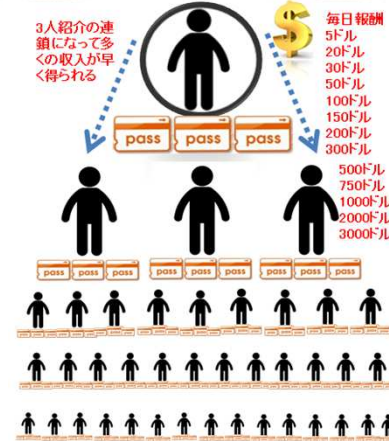 3人紹介の連
鎖になって多
くの収入が早
く得られる
毎日報酬
5ドル
20ドル
30ドル
50ドル
100ドル
150ドル
200ドル
300ドル
$
pass pass pass
500ドル
750ドル
1000ドル
2000ドル
3000ドル
pass pass pass
pass pass pass
pass pass pass